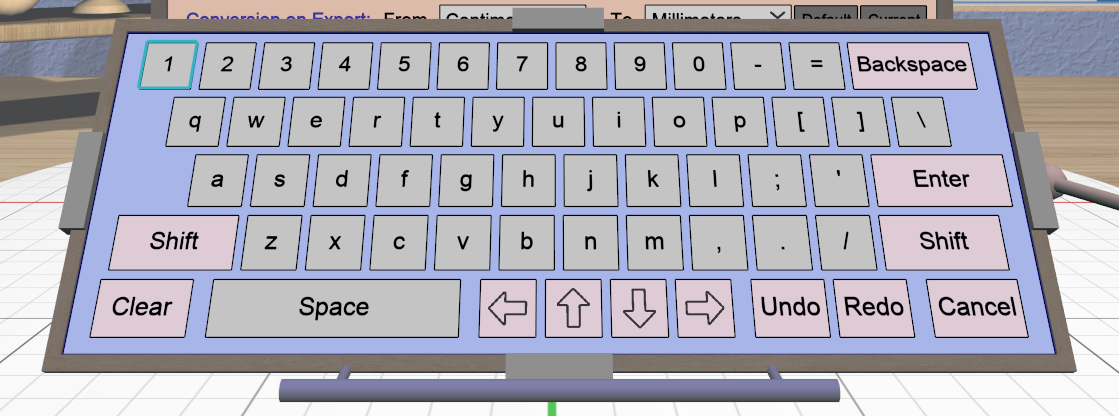 Conversion on Export: From To Millimeters Default Current
1 2 3 4 5 6 7 8 9 0 - = Backspace
q w e r t y u i o p [ ] \
a s d f g h j k l ; ' Enter
Shift z x c v b n m , . / Shift
Clear Space Undo Redo Cancel